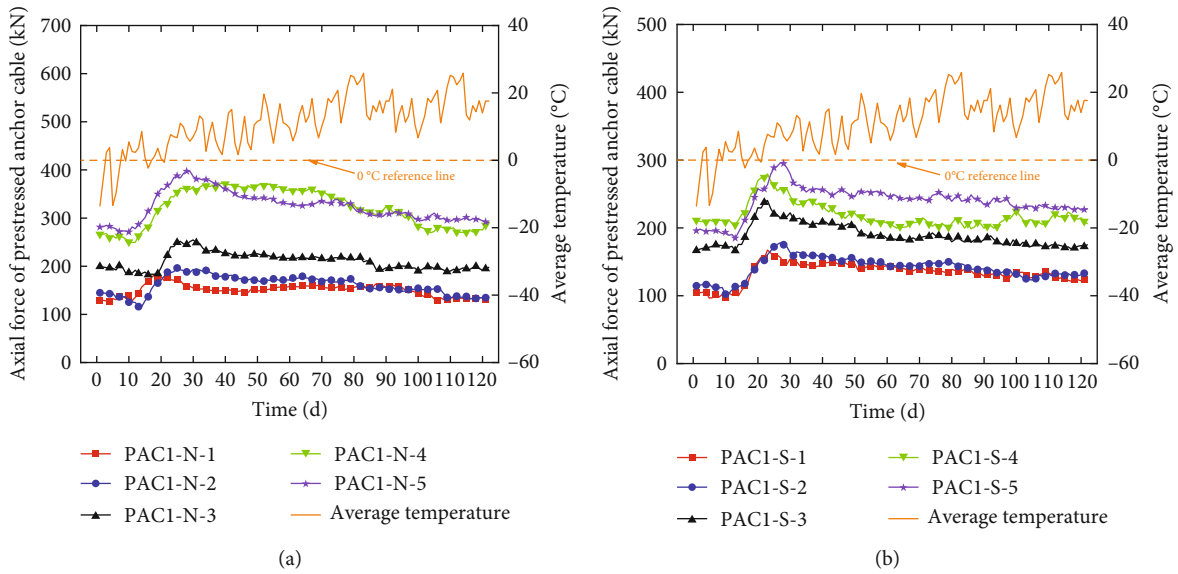 (a)
Axial force of prestressed anchor cable (kN)
700
600
500
400
300
200
100
0
40
20
0
−20
−40
−60
Average temperature (°C)
0 °C reference line
0 10 20 30 40 50 60 70 80 90 100 110 120
Time (d)
PAC1-N-1
PAC1-N-2
PAC1-N-3
PAC1-N-4
PAC1-N-5
Average temperature
(a)
(b)
Axial force of prestressed anchor cable (kN)
500
400
300
200
100
0
40
20
0
−20
−40
−60
Average temperature (°C)
0 °C reference line
0 10 20 30 40 50 60 70 80 90 100 110 120
Time (d)
PAC1-S-1
PAC1-S-2
PAC1-S-3
PAC1-S-4
PAC1-S-5
Average temperature
(b)